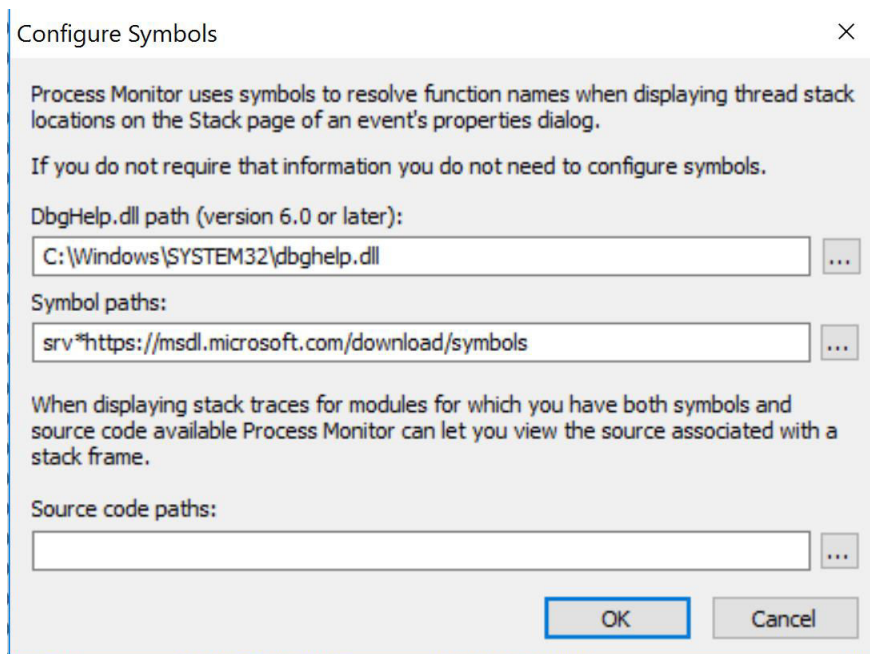 Configure Symbols
Process Monitor uses symbols to resolve function names when displaying thread stack
locations on the Stack page of an event's properties dialog.
If you do not require that information you do not need to configure symbols.
DbgHelp.dll path (version 6.0 or later):
C:\Windows\SYSTEM32\dbghelp.dll
...
Symbol paths:
srv*https://msdl.microsoft.com/download/symbols
...
When displaying stack traces for modules for which you have both symbols and
source code available Process Monitor can let you view the source associated with a
stack frame.
Source code paths:
...
OK Cancel